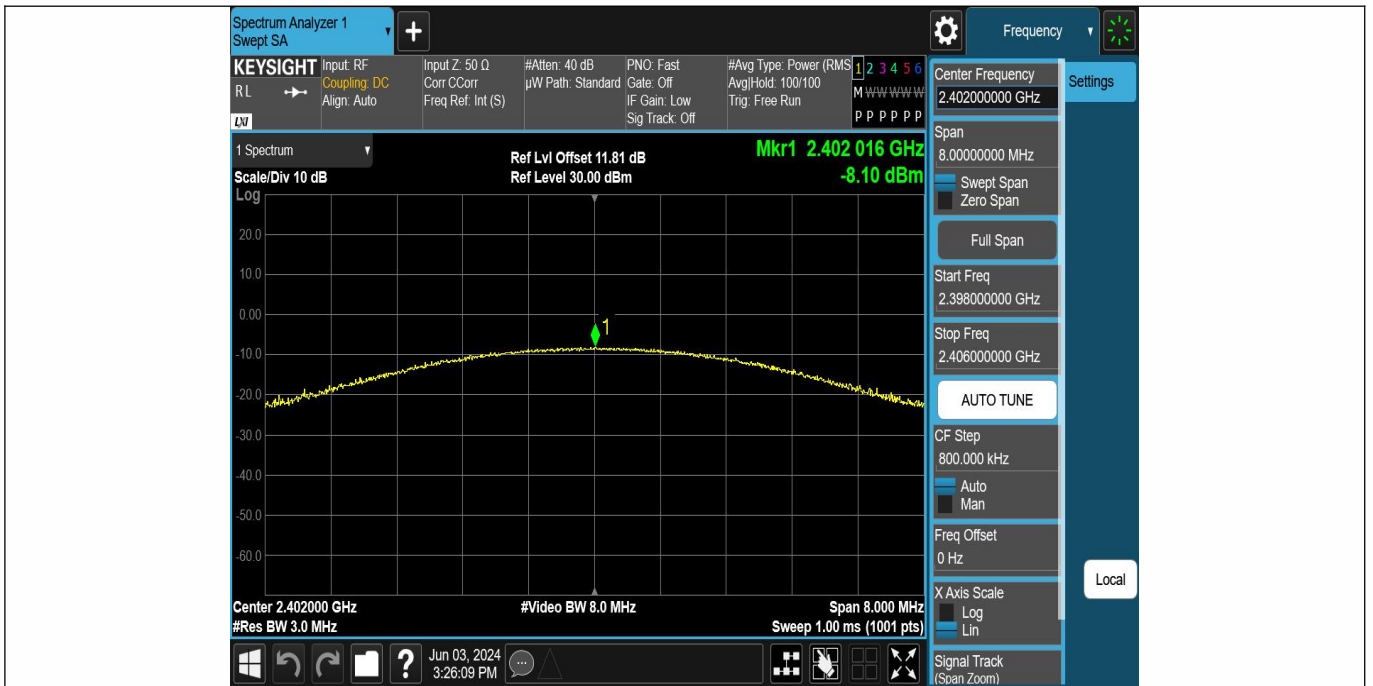 Spectrum Analyzer 1
Swept SA
Frequency
KEYSIGHT
RL
LXI
Input: RF
Coupling: DC
Align: Auto
Input Z: 50 Ω
Corr CCorr
Freq Ref: Int (S)
#Atten: 40 dB
µW Path: Standard
PNO: Fast
Gate: Off
IF Gain: Low
Sig Track: Off
#Avg Type: Power (RMS
Avg|Hold: 100/100
Trig: Free Run
1 2 3 4 5 6
M W W W W W
P P P P P P
1 Spectrum
Scale/Div 10 dB
Log
Ref Lvl Offset 11.81 dB
Ref Level 30.00 dBm
Mkr1 2.402 016 GHz
-8.10 dBm
20.0
10.0
0.00
1
-10.0
-20.0
-30.0
-40.0
-50.0
-60.0
Center 2.402000 GHz
#Res BW 3.0 MHz
#Video BW 8.0 MHz
Span 8.000 MHz
Sweep 1.00 ms (1001 pts)
Center Frequency
2.402000000 GHz
Settings
Span
8.00000000 MHz
Swept Span
Zero Span
Full Span
Start Freq
2.398000000 GHz
Stop Freq
2.406000000 GHz
AUTO TUNE
CF Step
800.000 kHz
Auto
Man
Freq Offset
0 Hz
Local
X Axis Scale
Log
Lin
Signal Track
(Span Zoom)
?
Jun 03, 2024
3:26:09 PM